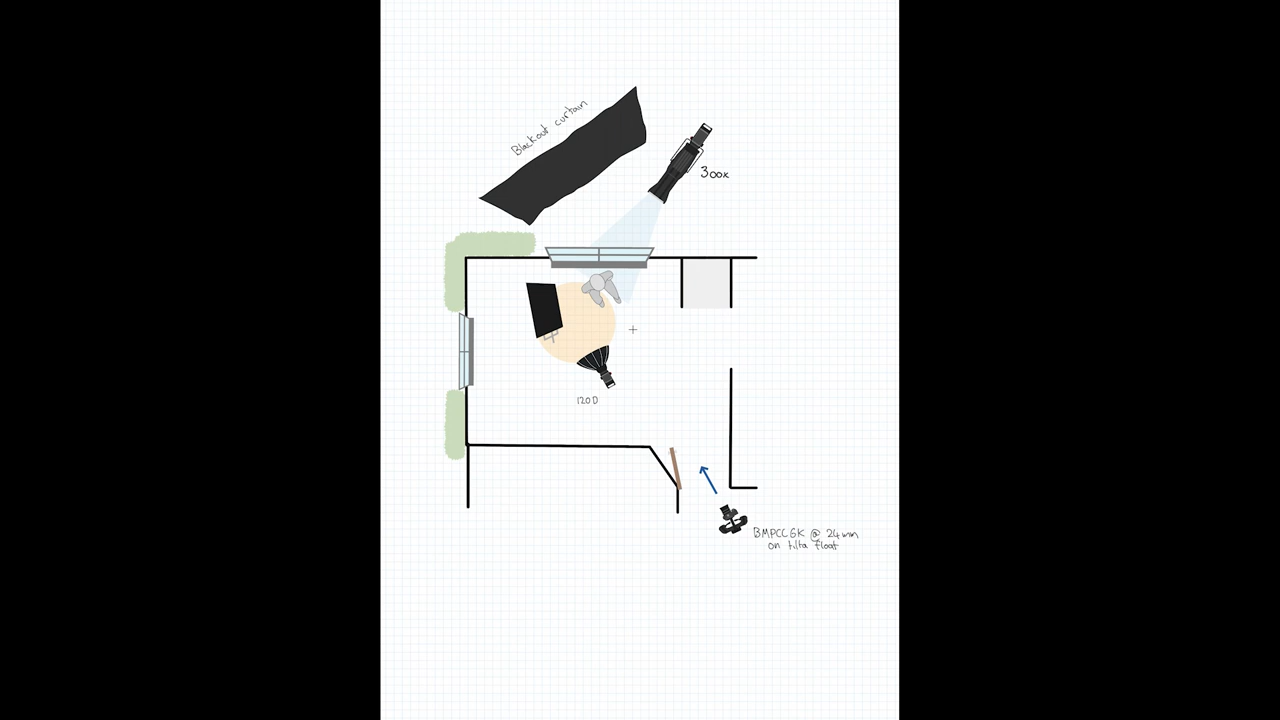 Blackout curtain
300x
120D
BMPCC6K @ 24mm
on tilta float